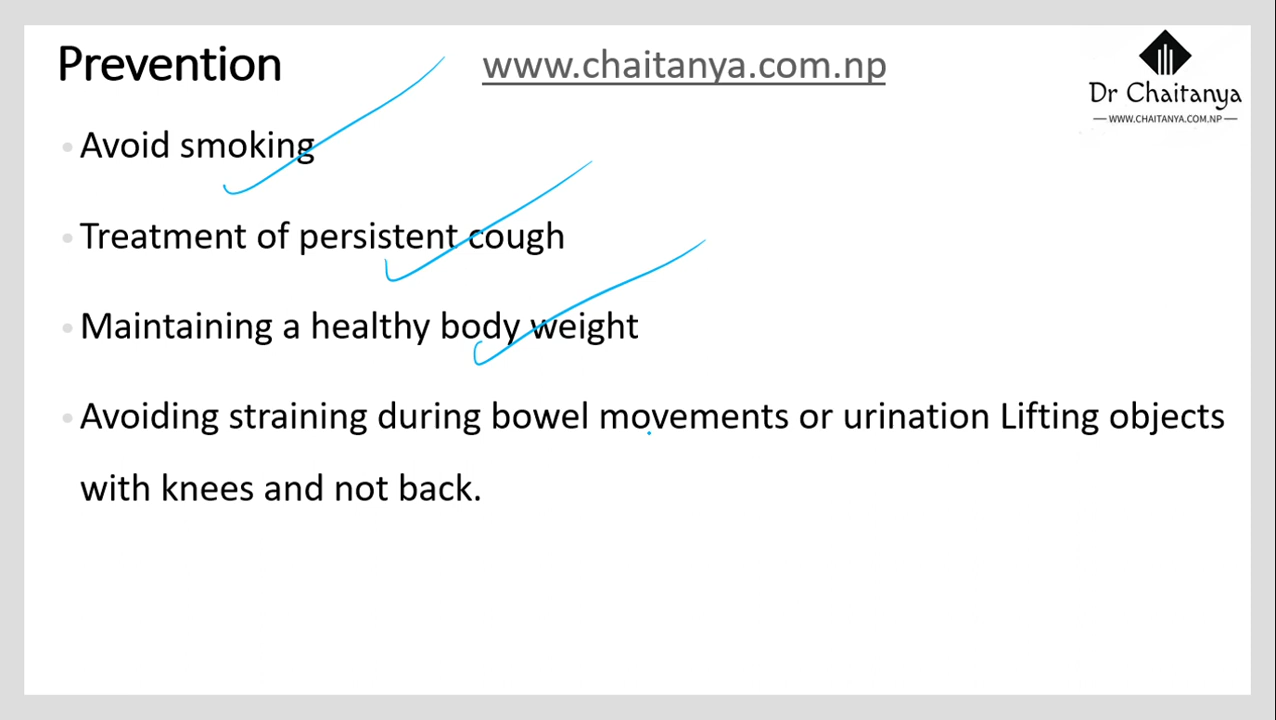 Prevention
www.chaitanya.com.np
Dr Chaitanya
WWW.CHAITANYA.COM.NP
Avoid smoking
Treatment of persistent cough
Maintaining a healthy body weight
Avoiding straining during bowel movements or urination Lifting objects
with knees and not back.